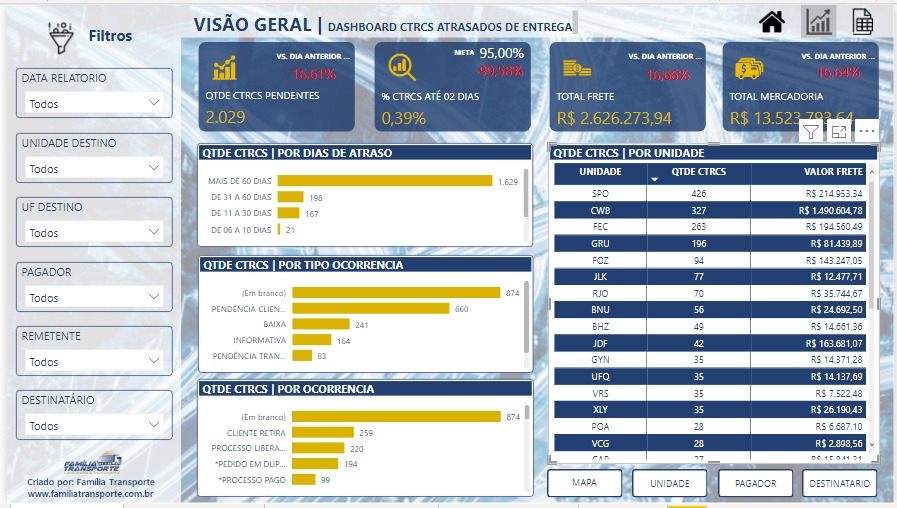 Filtros
DATA RELATORIO
Todos
UNIDADE DESTINO
Todos
UF DESTINO
Todos
PAGADOR
Todos
REMETENTE
Todos
DESTINATÁRIO
Todos
FAMÍLIA
TRANSPORTE
Criado por: Família Transporte
www.familiatransporte.com.br
VISÃO GERAL | DASHBOARD CTRCS ATRASADOS DE ENTREGA
VS. DIA ANTERIOR ...
16,61%
QTDE CTRCS PENDENTES
2.029
META 95,00%
-99,58%
% CTRCS ATÉ 02 DIAS
0,39%
VS. DIA ANTERIOR ...
16,66%
TOTAL FRETE
R$ 2.626.273,94
VS. DIA ANTERIOR ...
16,64%
TOTAL MERCADORIA
R$ 13.523.793,64
QTDE CTRCS | POR DIAS DE ATRASO
MAIS DE 60 DIAS 1.629
DE 31 A 60 DIAS 198
DE 11 A 30 DIAS 167
DE 06 A 10 DIAS 21
QTDE CTRCS | POR TIPO OCORRENCIA
(Em branco) 874
PENDÊNCIA CLIEN... 660
BAIXA 241
INFORMATIVA 164
PENDÊNCIA TRAN... 83
QTDE CTRCS | POR OCORRENCIA
(Em branco) 874
CLIENTE RETIRA 259
PROCESSO LIBERA... 220
*PEDIDO EM DUP... 194
*PROCESSO PAGO 99
QTDE CTRCS | POR UNIDADE
UNIDADE QTDE CTRCS VALOR FRETE
SPO 426 R$ 214.953,34
CWB 327 R$ 1.490.604,78
FEC 263 R$ 194.560,49
GRU 196 R$ 81.439,89
FOZ 94 R$ 143.247,05
JLK 77 R$ 12.477,71
RJO 70 R$ 35.744,67
BNU 56 R$ 24.692,50
BHZ 49 R$ 14.661,36
JDF 42 R$ 163.681,07
GYN 35 R$ 14.371,28
UFQ 35 R$ 14.137,69
VRS 35 R$ 7.522,48
XLY 35 R$ 26.190,43
POA 28 R$ 6.687,10
VCG 28 R$ 2.898,56
27
MAPA
UNIDADE
PAGADOR
DESTINATARIO